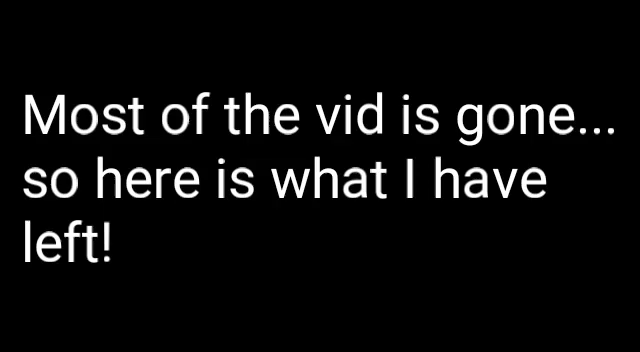 Most of the vid is gone...
so here is what I have
left!